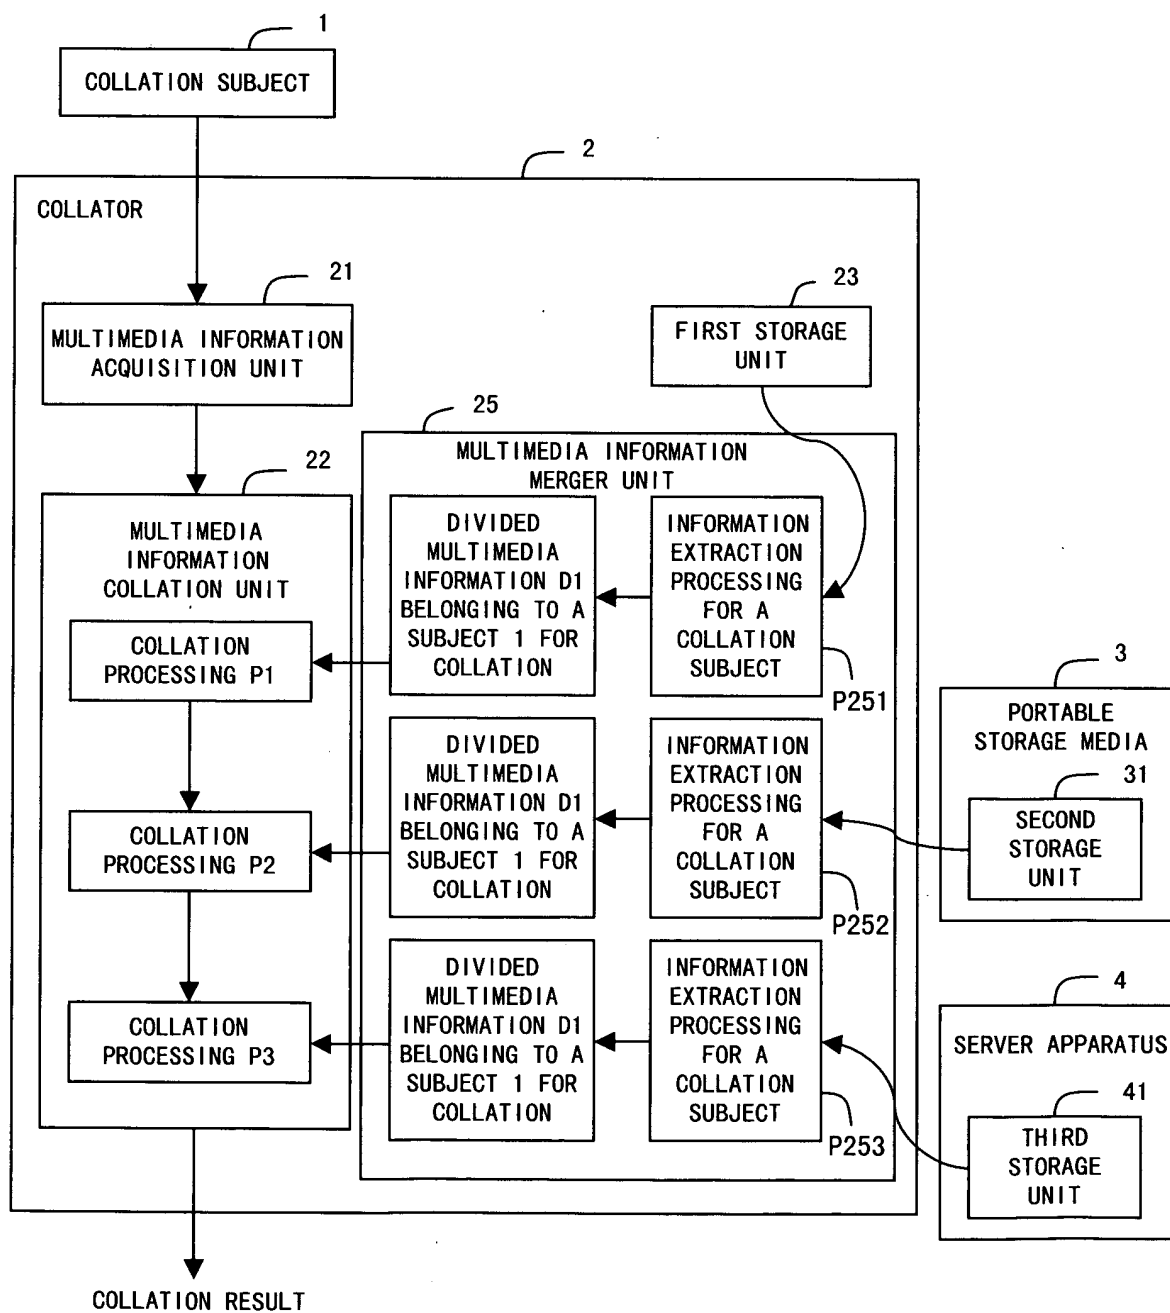 1
COLLATION SUBJECT
2
COLLATOR
21
MULTIMEDIA INFORMATION
ACQUISITION UNIT
23
FIRST STORAGE
UNIT
22
MULTIMEDIA
INFORMATION
COLLATION UNIT
COLLATION
PROCESSING P1
COLLATION
PROCESSING P2
COLLATION
PROCESSING P3
25
MULTIMEDIA INFORMATION
MERGER UNIT
DIVIDED
MULTIMEDIA
INFORMATION D1
BELONGING TO A
SUBJECT 1 FOR
COLLATION
INFORMATION
EXTRACTION
PROCESSING
FOR A
COLLATION
SUBJECT
P251
DIVIDED
MULTIMEDIA
INFORMATION D1
BELONGING TO A
SUBJECT 1 FOR
COLLATION
INFORMATION
EXTRACTION
PROCESSING
FOR A
COLLATION
SUBJECT
P252
DIVIDED
MULTIMEDIA
INFORMATION D1
BELONGING TO A
SUBJECT 1 FOR
COLLATION
INFORMATION
EXTRACTION
PROCESSING
FOR A
COLLATION
SUBJECT
P253
3
PORTABLE
STORAGE MEDIA
31
SECOND
STORAGE
UNIT
4
SERVER APPARATUS
41
THIRD
STORAGE
UNIT
COLLATION RESULT